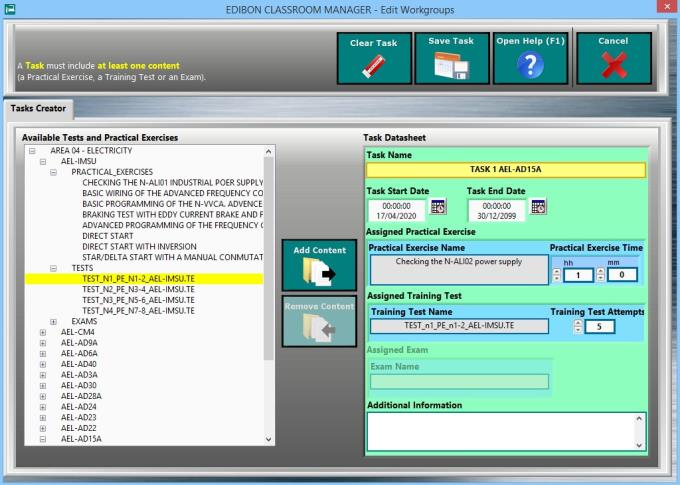 EDIBON CLASSROOM MANAGER - Edit Workgroups
A Task must include at least one content
(a Practical Exercise, a Training Test or an Exam).
Clear Task
Save Task
Open Help (F1)
Cancel
Tasks Creator
Available Tests and Practical Exercises
AREA 04 - ELECTRICITY
AEL-IMSU
PRACTICAL_EXERCISES
CHECKING THE N-ALI01 INDUSTRIAL POER SUPPLY
BASIC WIRING OF THE ADVANCED FREQUENCY CO
BASIC PROGRAMMING OF THE N-VVCA. ADVENCE
BRAKING TEST WITH EDDY CURRENT BRAKE AND F
ADVANCED PROGRAMMING OF THE FREQUENCY C
DIRECT START
DIRECT START WITH INVERSION
STAR/DELTA START WITH A MANUAL CONMUTAT
TESTS
TEST_N1_PE_N1-2_AEL-IMSU.TE
TEST_N2_PE_N3-4_AEL-IMSU.TE
TEST_N3_PE_N5-6_AEL-IMSU.TE
TEST_N4_PE_N7-8_AEL-IMSU.TE
EXAMS
AEL-CM4
AEL-AD9A
AEL-AD6A
AEL-AD40
AEL-AD3A
AEL-AD30
AEL-AD28A
AEL-AD24
AEL-AD23
AEL-AD22
AEL-AD15A
Add Content
Remove Content
Task Datasheet
Task Name
TASK 1 AEL-AD15A
Task Start Date
Task End Date
00:00:00
17/04/2020
00:00:00
30/12/2099
Assigned Practical Exercise
Practical Exercise Name
Practical Exercise Time
Checking the N-ALI02 power supply
hh
mm
1
0
Assigned Training Test
Training Test Name
Training Test Attempts
TEST_n1_PE_n1-2_AEL-IMSU.TE
5
Assigned Exam
Exam Name
Additional Information